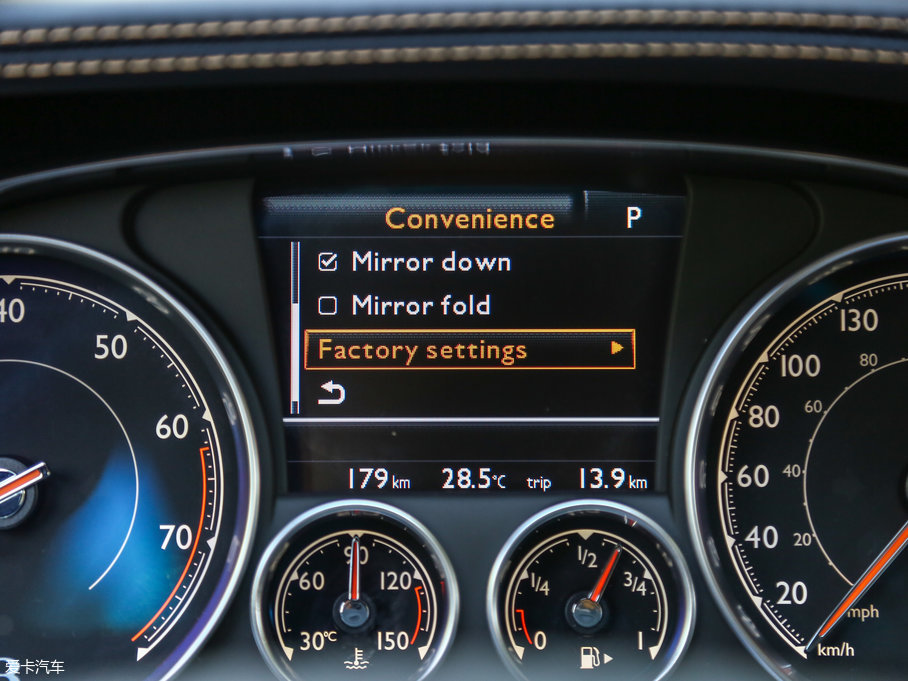 Convenience P
Mirror down
Mirror fold
Factory settings
179 km 28.5°C trip 13.9 km
40
50
60
70
30°C
60
90
120
150
0
1/4
1/2
3/4
1
20
40
60
80
100
130
km/h
20
40
60
80
mph
爱卡汽车